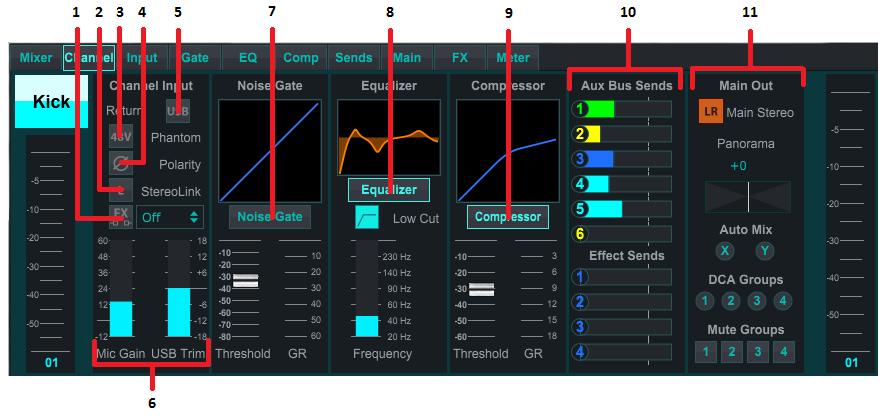 1 2 3 4 5 7 8 9 10 11
Mixer Channel Input Gate EQ Comp Sends Main FX Meter
Kick Channel Input Noise Gate Equalizer Compressor Aux Bus Sends Main Out
Return USB 1 LR Main Stereo
48V Phantom 2 Panorama
Polarity 3 +0
StereoLink 4
Equalizer
FX Off Noise Gate Low Cut Compressor 5
6 Auto Mix
X Y
60 18 -10 10 230 Hz -10 3 Effect Sends
48 12 -20 20 140 Hz -20 6 1 DCA Groups
36 6 -30 30 90 Hz -30 9 1 2 3 4
24 -40 60 Hz -40 12 2
12 -6 -50 40 40 Hz -50 15 3 Mute Groups
-12 -60 50 30 Hz -60 18 4 1 2 3 4
-12 -18 -70 60 20 Hz
-80
-5 -10 -20 -30 -50
-5 -10 -20 -30 -50
01 Mic Gain USB Trim Threshold GR Frequency Threshold GR 01
6